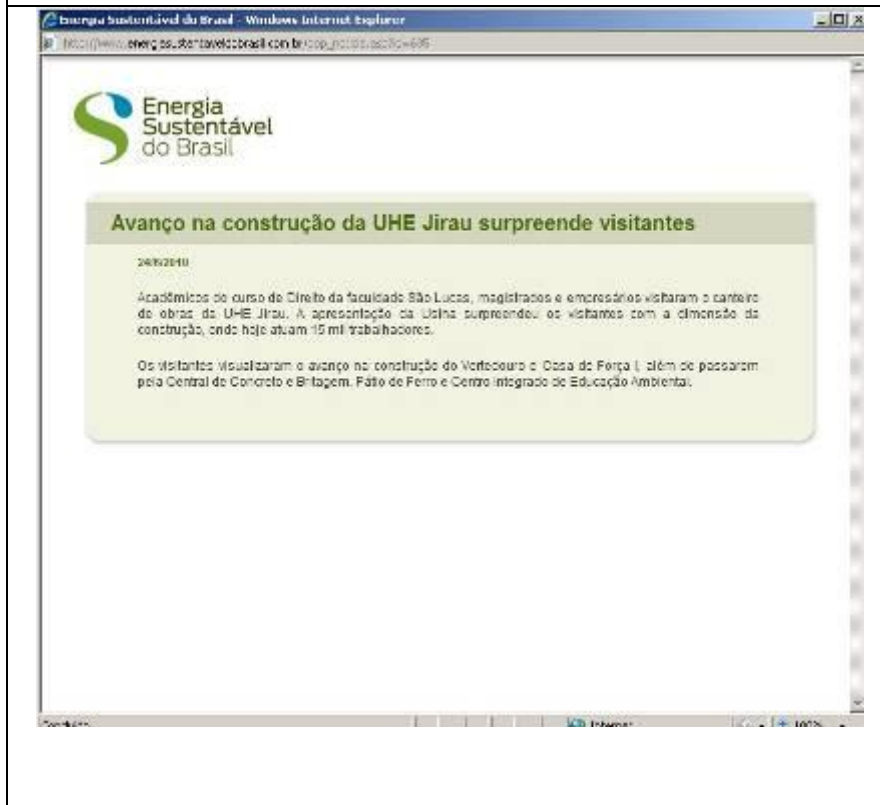 Energia Sustentável do Brasil - Windows Internet Explorer
Energia
Sustentável
do Brasil
Avanço na construção da UHE Jirau surpreende visitantes
Acadêmicos do curso de Direito da faculdade São Lucas, magistrados e empresários visitaram o canteiro
de obras da UHE Jirau. A apresentação da Usina surpreendeu os visitantes com a dimensão da
construção, onde hoje atuam 15 mil trabalhadores.
Os visitantes visualizaram o avanço na construção do Vertedouro e Casa de Força I, além de passarem
pela Central de Concreto e Britagem, Pátio de Ferro e Centro Integrado de Educação Ambiental.
Internet
100%